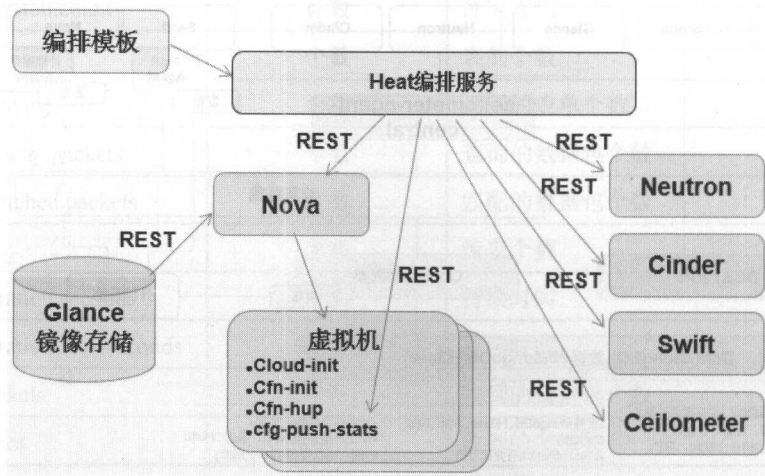 编排模板
Heat编排服务
REST
REST
Nova
REST
Neutron
REST
REST
Cinder
Glance
镜像存储
虚拟机
.Cloud-init
.Cfn-init
.Cfn-hup
.cfg-push-stats
REST
Swift
REST
Ceilometer